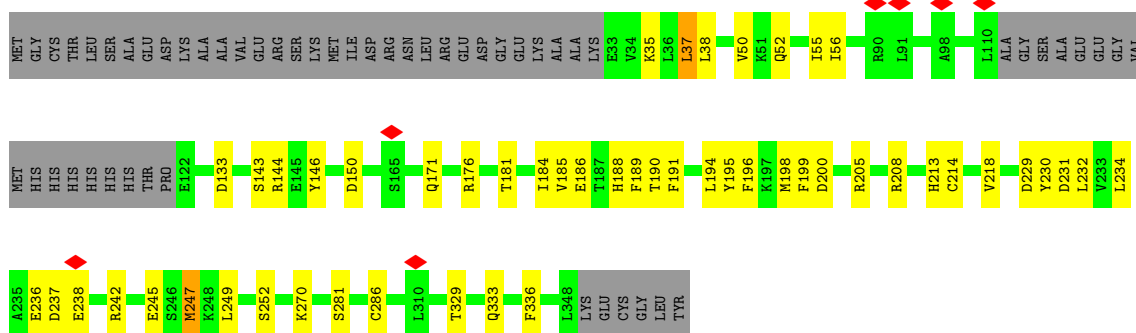 MET GLY CYS THR LEU SER ALA GLU ASP LYS ALA ALA VAL GLU ARG SER LYS MET ILE ASP ARG ASN LEU ARG GLU ASP GLY GLU LYS ALA ALA LYS E33 V34 K35 L36 L37 L38 V50 K51 Q52 I55 I56 R90 L91 A98 L110 ALA GLY SER ALA GLU GLU GLY VAL
MET HIS HIS HIS HIS HIS HIS THR PRO E122 D133 S143 R144 E145 Y146 D150 S165 Q171 R176 T181 I184 V185 E186 T187 H188 F189 T190 F191 L194 Y195 F196 K197 M198 F199 D200 R205 R208 H213 C214 V218 D229 Y230 D231 L232 V233 L234
A235 E236 D237 E238 R242 E245 S246 M247 K248 L249 S252 K270 S281 C286 L310 T329 Q333 F336 L348 LYS GLU CYS GLY LEU TYR